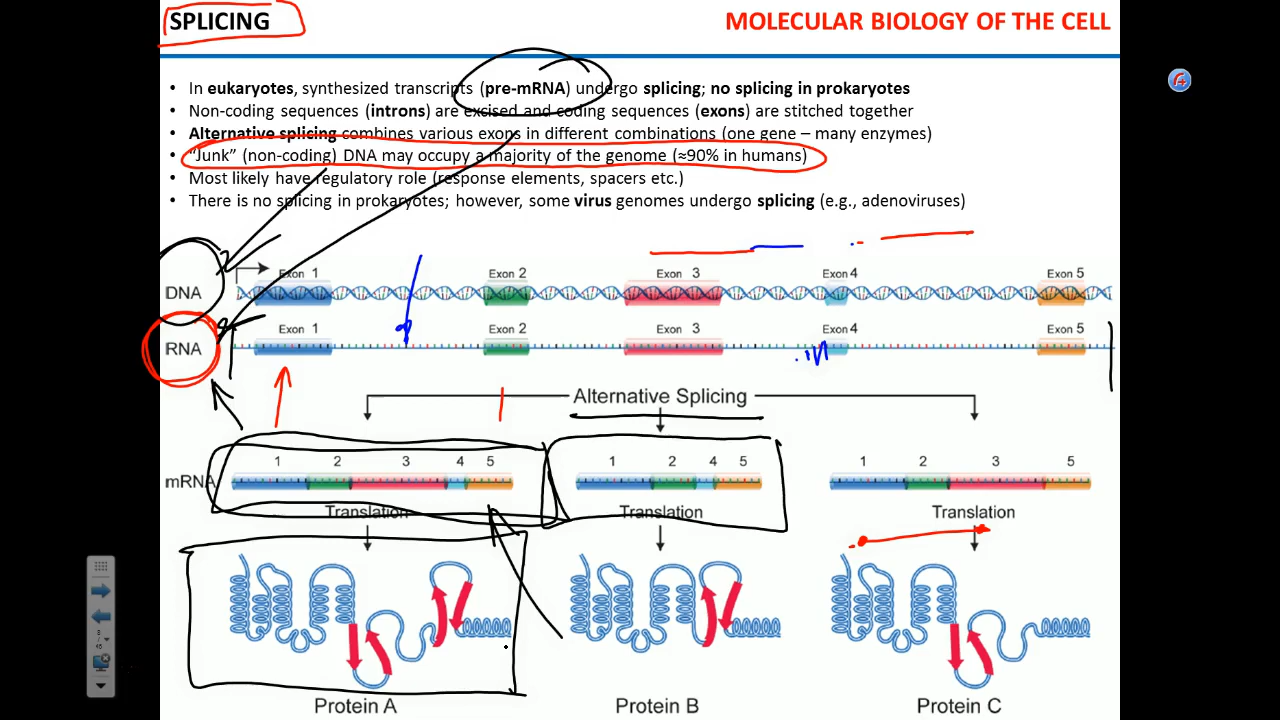 SPLICING
MOLECULAR BIOLOGY OF THE CELL
• In eukaryotes, synthesized transcripts (pre-mRNA) undergo splicing; no splicing in prokaryotes
• Non-coding sequences (introns) are excised and coding sequences (exons) are stitched together
• Alternative splicing combines various exons in different combinations (one gene – many enzymes)
• "Junk" (non-coding) DNA may occupy a majority of the genome (≈90% in humans)
• Most likely have regulatory role (response elements, spacers etc.)
• There is no splicing in prokaryotes; however, some virus genomes undergo splicing (e.g., adenoviruses)
Exon 1 Exon 2 Exon 3 Exon 4 Exon 5
DNA
Exon 1 Exon 2 Exon 3 Exon 4 Exon 5
RNA
Alternative Splicing
1 2 3 4 5 1 2 4 5 1 2 3 5
mRNA
Translation Translation Translation
Protein A Protein B Protein C